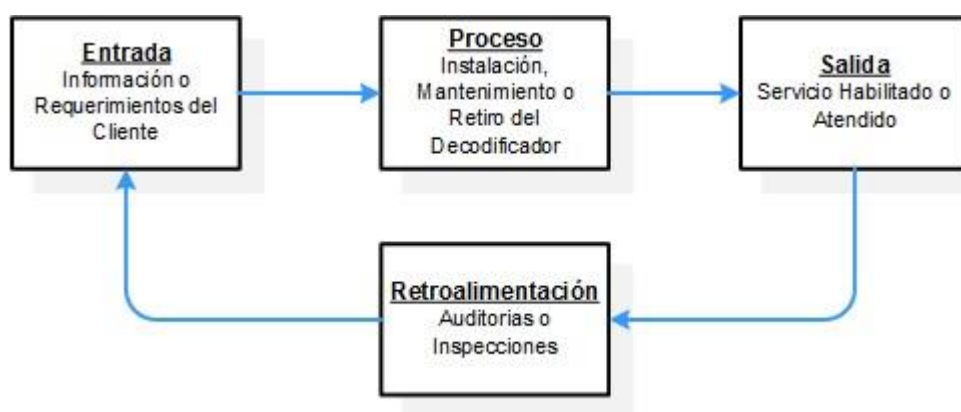 Entrada
Información o
Requerimientos del
Cliente
Proceso
Instalación,
Mantenimiento o
Retiro del
Decodificador
Salida
Servicio Habilitado o
Atendido
Retroalimentación
Auditorias o
Inspecciones